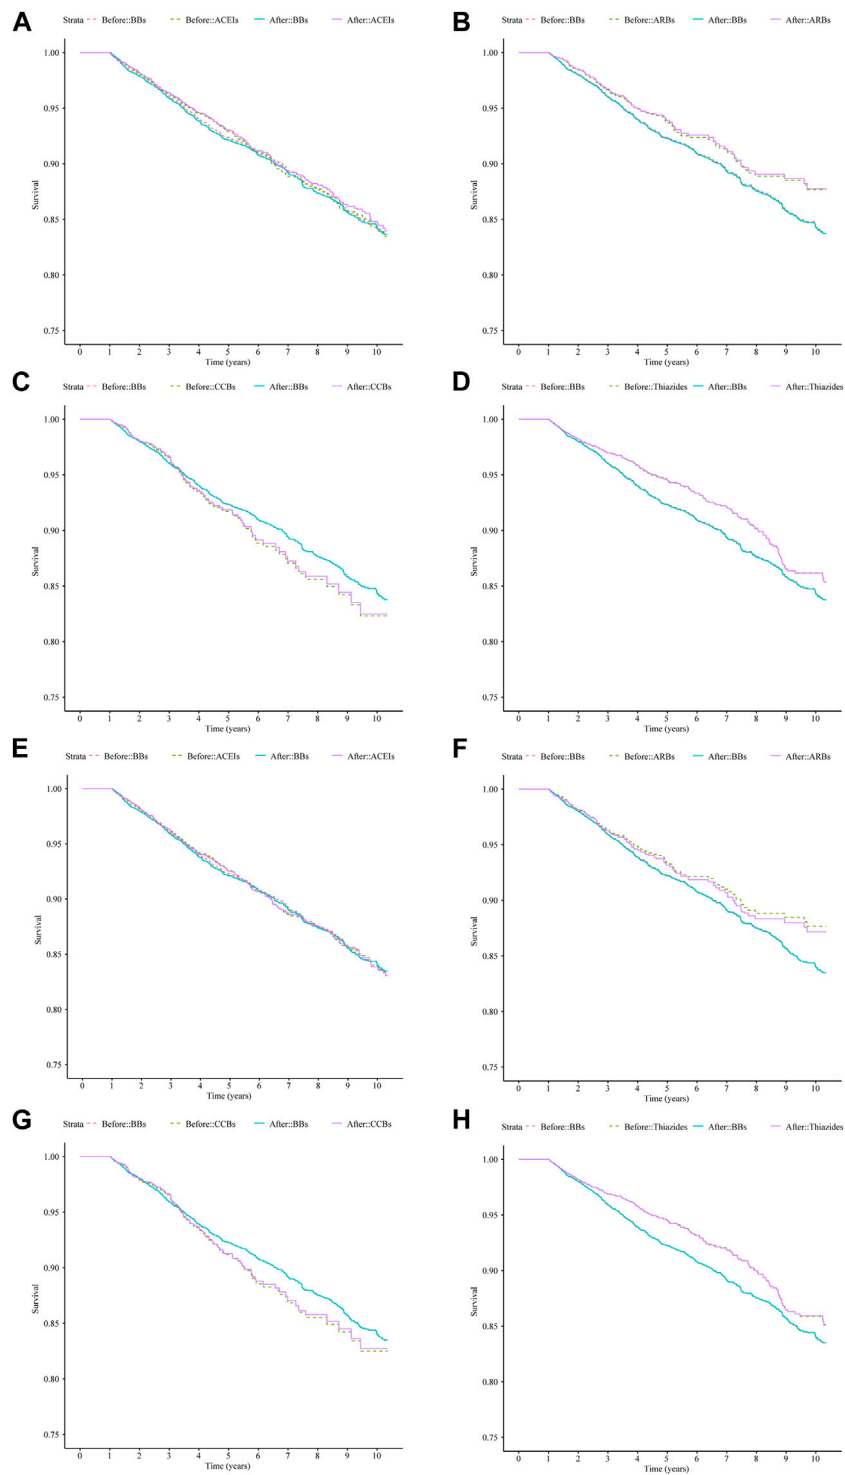 A
Strata Before::BBs Before::ACEIs After::BBs After::ACEIs
1.00
0.95
0.90
0.85
0.80
0.75
Survival
0 1 2 3 4 5 6 7 8 9 10
Time (years)
B
Strata Before::BBs Before::ARBs After::BBs After::ARBs
1.00
0.95
0.90
0.85
0.80
0.75
Survival
0 1 2 3 4 5 6 7 8 9 10
Time (years)
C
Strata Before::BBs Before::CCBs After::BBs After::CCBs
1.00
0.95
0.90
0.85
0.80
0.75
Survival
0 1 2 3 4 5 6 7 8 9 10
Time (years)
D
Strata Before::BBs Before::Thiazides After::BBs After::Thiazides
1.00
0.95
0.90
0.85
0.80
0.75
Survival
0 1 2 3 4 5 6 7 8 9 10
Time (years)
E
Strata Before::BBs Before::ACEIs After::BBs After::ACEIs
1.00
0.95
0.90
0.85
0.80
0.75
Survival
0 1 2 3 4 5 6 7 8 9 10
Time (years)
F
Strata Before::BBs Before::ARBs After::BBs After::ARBs
1.00
0.95
0.90
0.85
0.80
0.75
Survival
0 1 2 3 4 5 6 7 8 9 10
Time (years)
G
Strata Before::BBs Before::CCBs After::BBs After::CCBs
1.00
0.95
0.90
0.85
0.80
0.75
Survival
0 1 2 3 4 5 6 7 8 9 10
Time (years)
H
Strata Before::BBs Before::Thiazides After::BBs After::Thiazides
1.00
0.95
0.90
0.85
0.80
0.75
Survival
0 1 2 3 4 5 6 7 8 9 10
Time (years)